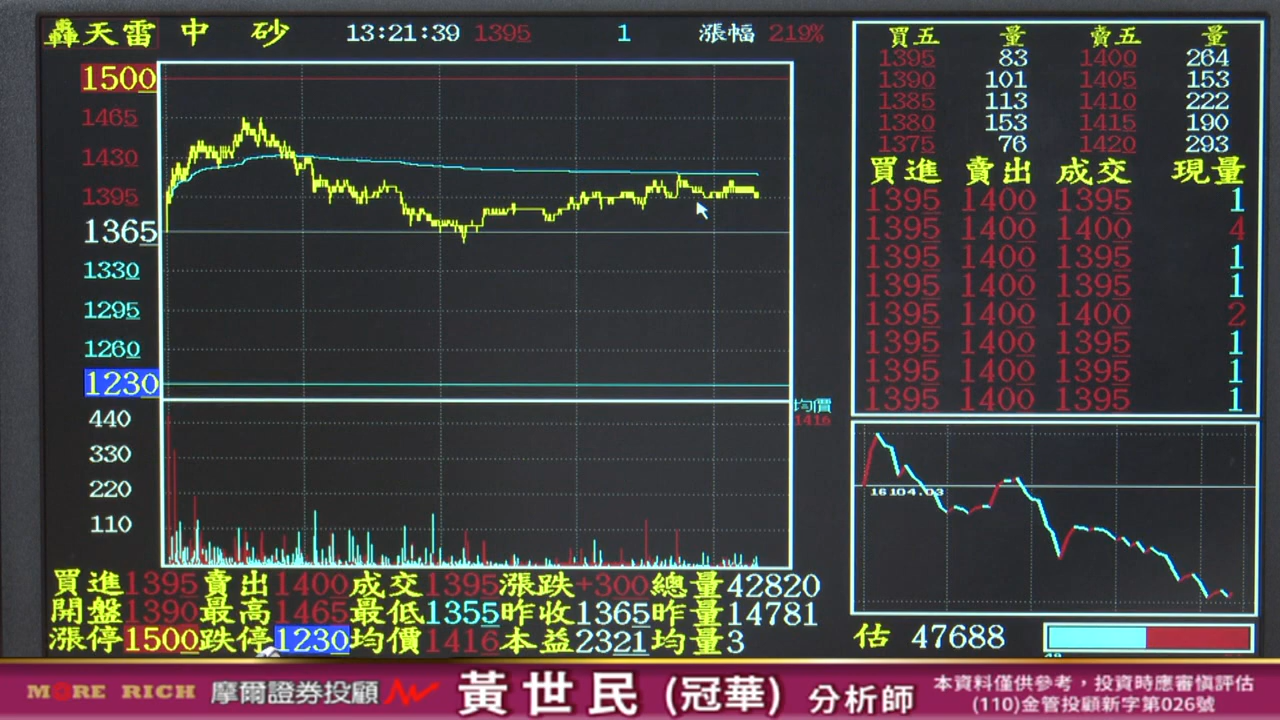 轟天雷 中 砂 13:21:39 1395 1 漲幅 219%
1500
1465
1430
1395
1365
1330
1295
1260
1230
440
330
220
110
均價
1416
買五 量 賣五 量
1395 83 1400 264
1390 101 1405 153
1385 113 1410 222
1380 153 1415 190
1375 76 1420 293
買進 賣出 成交 現量
1395 1400 1395 1
1395 1400 1400 4
1395 1400 1395 1
1395 1400 1395 1
1395 1400 1400 2
1395 1400 1395 1
1395 1400 1395 1
1395 1400 1395 1
16104.03
買進1395賣出1400成交1395漲跌+300總量42820
開盤1390最高1465最低1355昨收1365昨量14781
漲停1500跌停1230均價1416本益2321均量3
估 47688
MORE RICH 摩爾證券投顧 黃世民(冠華)分析師
本資料僅供參考，投資時應審慎評估
(110)金管投顧新字第026號